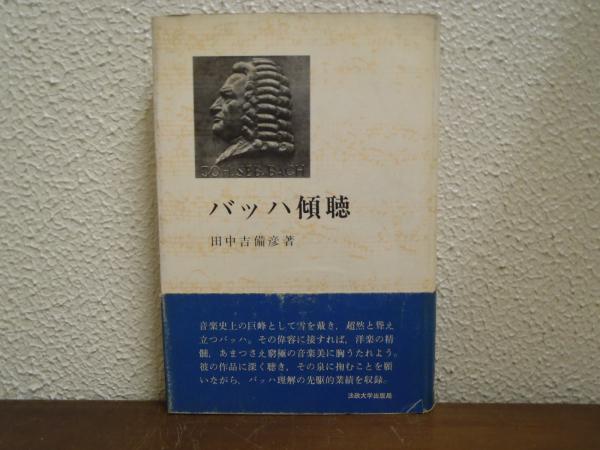 JOH.SEB.BACH
バッハ傾聴
田中吉備彦著
音楽史上の巨峰として雪を戴き，超然と聳え
立つバッハ。その偉容に接すれば，洋楽の精
髄，あまつさえ窮極の音楽美に胸うたれよう。
彼の作品に深く聴き，その泉に掬むことを願
いながら，バッハ理解の先駆的業績を収録。
法政大学出版局